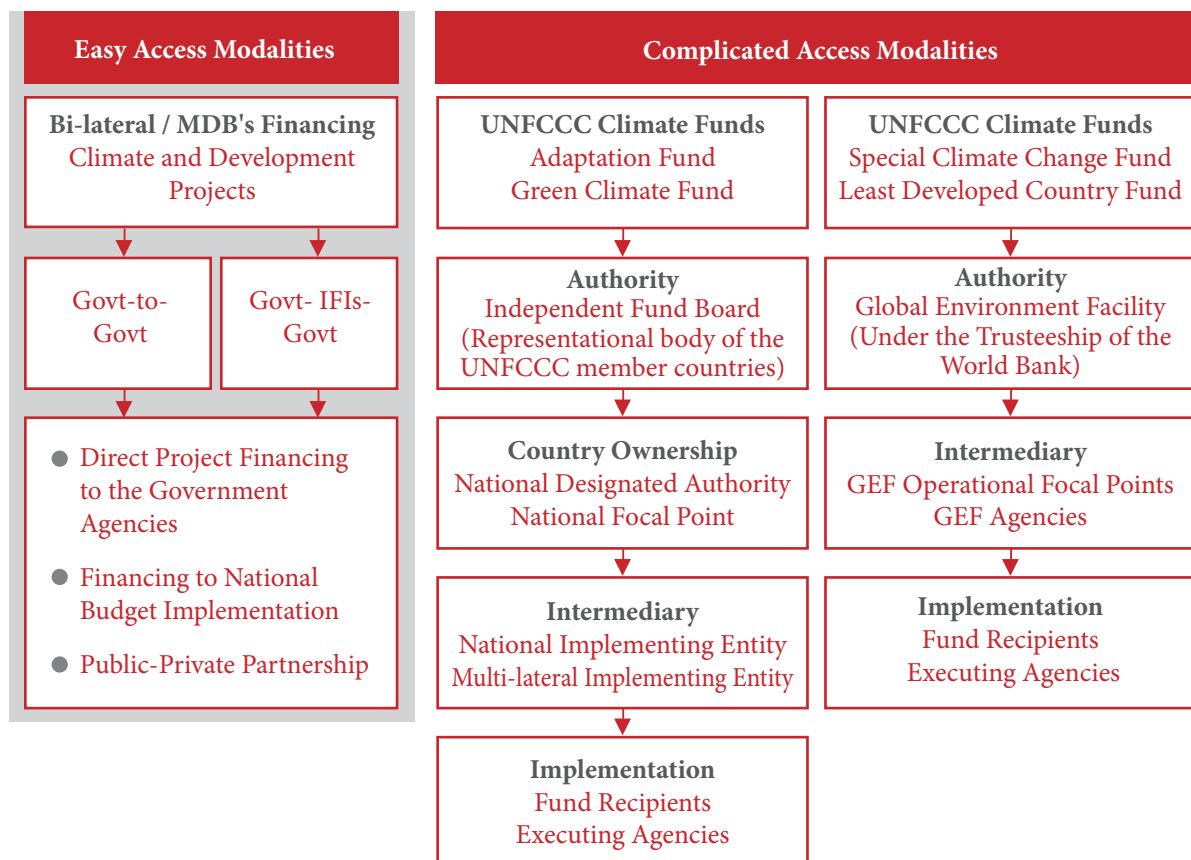 Easy Access Modalities
Bi-lateral / MDB's Financing
Climate and Development
Projects
Govt-to-
Govt
Govt- IFIs-
Govt
● Direct Project Financing
to the Government
Agencies
● Financing to National
Budget Implementation
● Public-Private Partnership
Complicated Access Modalities
UNFCCC Climate Funds
Adaptation Fund
Green Climate Fund
Authority
Independent Fund Board
(Representational body of the
UNFCCC member countries)
Country Ownership
National Designated Authority
National Focal Point
Intermediary
National Implementing Entity
Multi-lateral Implementing Entity
Implementation
Fund Recipients
Executing Agencies
UNFCCC Climate Funds
Special Climate Change Fund
Least Developed Country Fund
Authority
Global Environment Facility
(Under the Trusteeship of the
World Bank)
Intermediary
GEF Operational Focal Points
GEF Agencies
Implementation
Fund Recipients
Executing Agencies